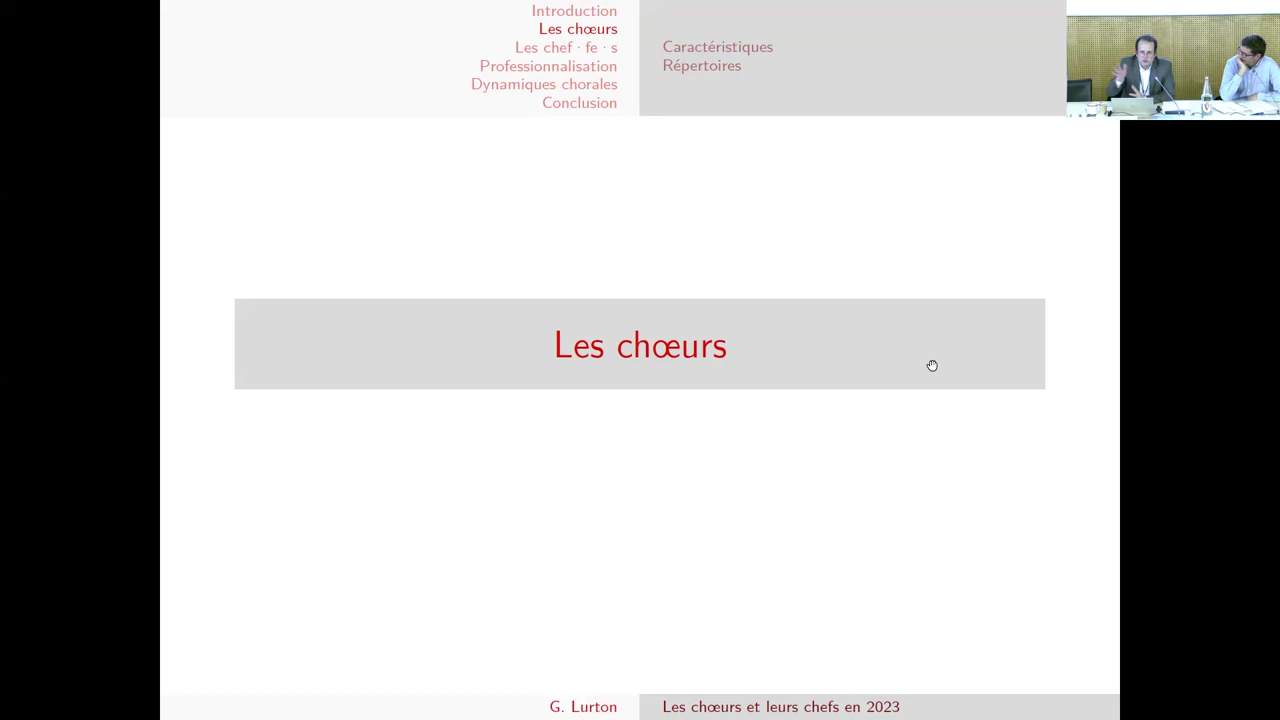 Introduction
Les chœurs
Les chef · fe · s
Professionnalisation
Dynamiques chorales
Conclusion
Caractéristiques
Répertoires
Les chœurs
G. Lurton
Les chœurs et leurs chefs en 2023